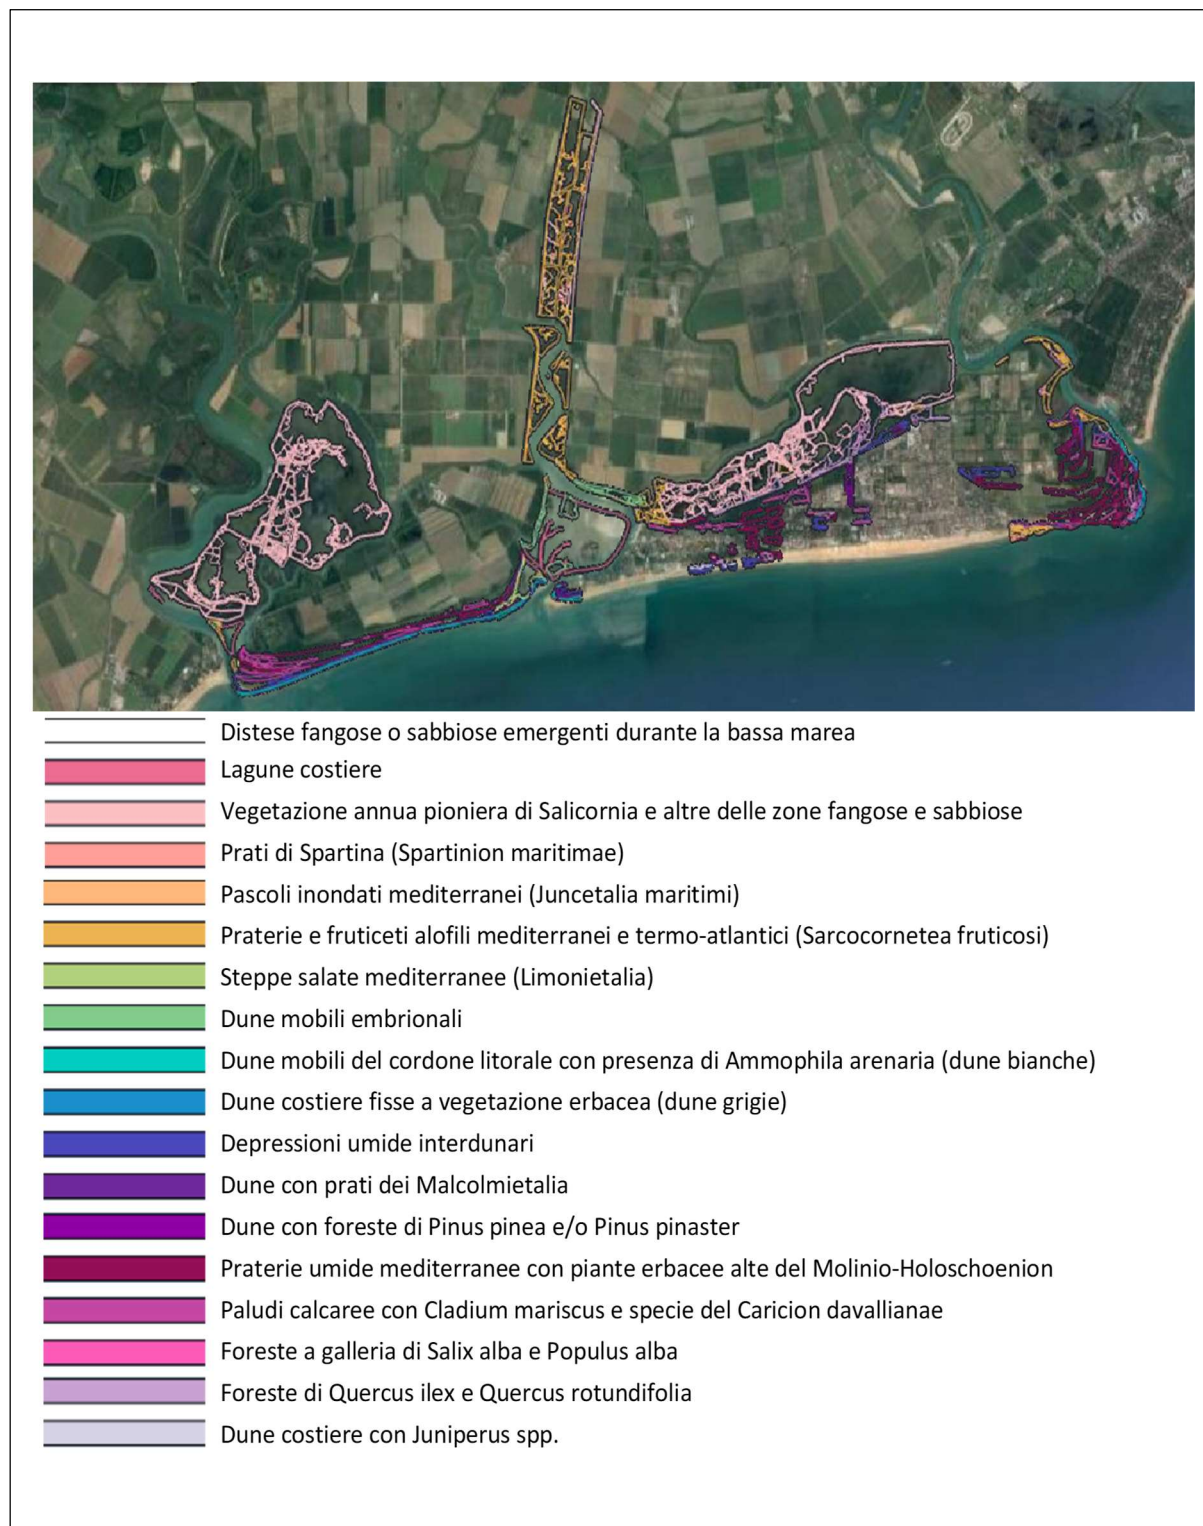 Distese fangose o sabbiose emergenti durante la bassa marea
Lagune costiere
Vegetazione annua pioniera di Salicornia e altre delle zone fangose e sabbiose
Prati di Spartina (Spartinion maritimae)
Pascoli inondati mediterranei (Juncetalia maritimi)
Praterie e fruticeti alofili mediterranei e termo-atlantici (Sarcocornetea fruticosi)
Steppe salate mediterranee (Limonietalia)
Dune mobili embrionali
Dune mobili del cordone litorale con presenza di Ammophila arenaria (dune bianche)
Dune costiere fisse a vegetazione erbacea (dune grigie)
Depressioni umide interdunari
Dune con prati dei Malcolmietalia
Dune con foreste di Pinus pinea e/o Pinus pinaster
Praterie umide mediterranee con piante erbacee alte del Molinio-Holoschoenion
Paludi calcaree con Cladium mariscus e specie del Caricion davallianae
Foreste a galleria di Salix alba e Populus alba
Foreste di Quercus ilex e Quercus rotundifolia
Dune costiere con Juniperus spp.